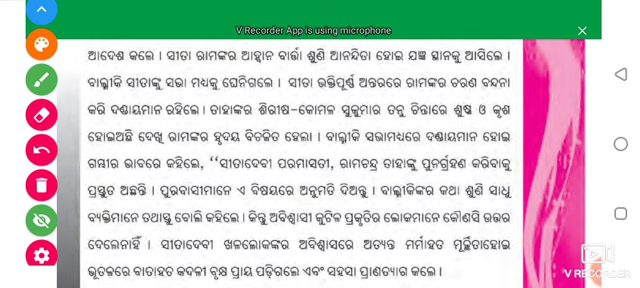 V Recorder App is using microphone
ଆଦେଶ କଲେ । ସୀତା ରାମଙ୍କର ଆହ୍ୱାନ ବାର୍ତ୍ତା ଶୁଣି ଆନନ୍ଦିତା ହୋଇ ଯଜ୍ଞ ସ୍ଥାନକୁ ଆସିଲେ ।
ବାଲ୍ମୀକି ସୀତାଙ୍କୁ ସଭା ମଧ୍ୟକୁ ଘେନିଗଲେ । ସୀତା ଭକ୍ତିପୂର୍ଣ୍ଣ ଅନ୍ତରରେ ରାମଙ୍କର ଚରଣ ବନ୍ଦନା
କରି ଦଣ୍ଡାୟମାନ ରହିଲେ । ତାହାଙ୍କର ଶିରୀଷ-କୋମଳ ସୁକୁମାର ତନୁ ଚିନ୍ତାରେ ଶୁଷ୍କ ଓ କୃଶ
ହୋଇଅଛି ଦେଖି ରାମଙ୍କର ହୃଦୟ ବିଚଳିତ ହେଲା । ବାଲ୍ମୀକି ସଭାମଧ୍ୟରେ ଦଣ୍ଡାୟମାନ ହୋଇ
ଗମ୍ଭୀର ଭାବରେ କହିଲେ, ‘‘ସୀତାଦେବୀ ପରମାସତୀ, ରାମଚନ୍ଦ୍ର ତାହାଙ୍କୁ ପୁନର୍ଗ୍ରହଣ କରିବାକୁ
ପ୍ରସ୍ତୁତ ଅଛନ୍ତି । ପୁରବାସୀମାନେ ଏ ବିଷୟରେ ଅନୁମତି ଦିଅନ୍ତୁ । ବାଲ୍ମୀକିଙ୍କର କଥା ଶୁଣି ସାଧୁ
ବ୍ୟକ୍ତିମାନେ ତଥାସ୍ତୁ ବୋଲି କହିଲେ । କିନ୍ତୁ ଅବିଶ୍ୱାସୀ କୁଟିଳ ପ୍ରକୃତିର ଲୋକମାନେ କୌଣସି ଉତ୍ତର
ଦେଲେନାହିଁ । ସୀତାଦେବୀ ଖଳଲୋକଙ୍କର ଅବିଶ୍ୱାସରେ ଅତ୍ୟନ୍ତ ମର୍ମାହତ ମୂର୍ଚ୍ଛିତାହୋଇ
ଭୂତଳରେ ବାତାହତ କଦଳୀ ବୃକ୍ଷ ପ୍ରାୟ ପଡ଼ିଗଲେ ଏବଂ ସହସା ପ୍ରାଣତ୍ୟାଗ କଲେ ।
V RECORDER